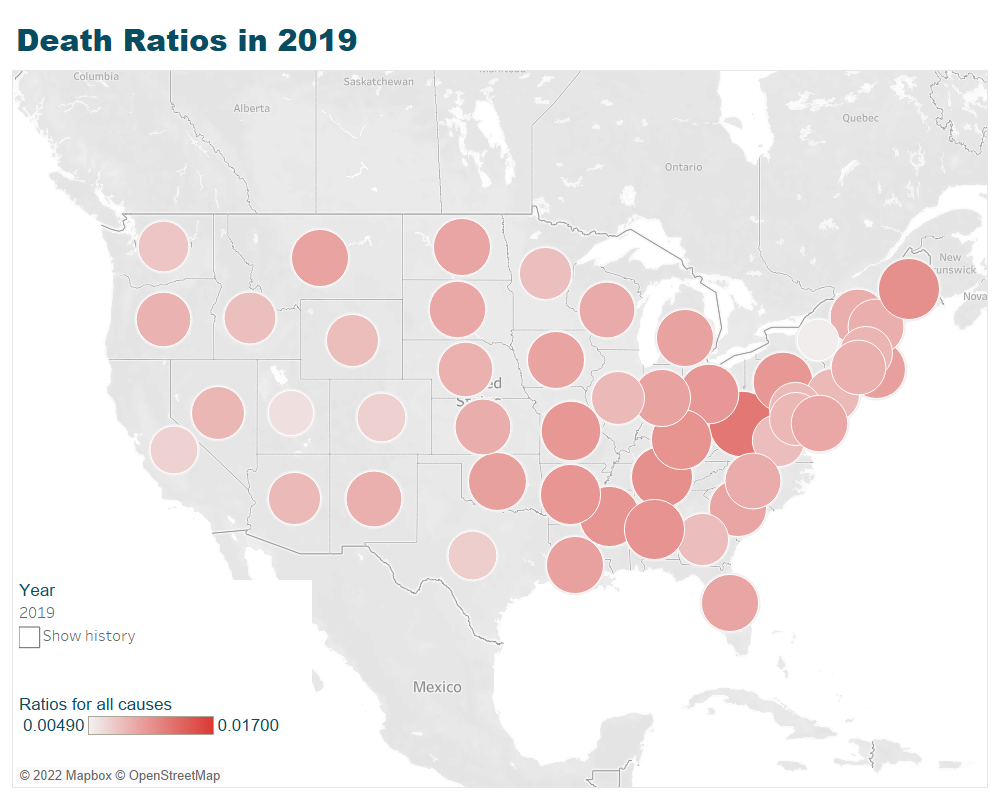 Death Ratios in 2019
Columbia
Saskatchewan
Alberta
Quebec
Ontario
New
Nova
Year
2019
Show history
Ratios for all causes
0.00490 0.01700
Mexico
© 2022 Mapbox © OpenStreetMap